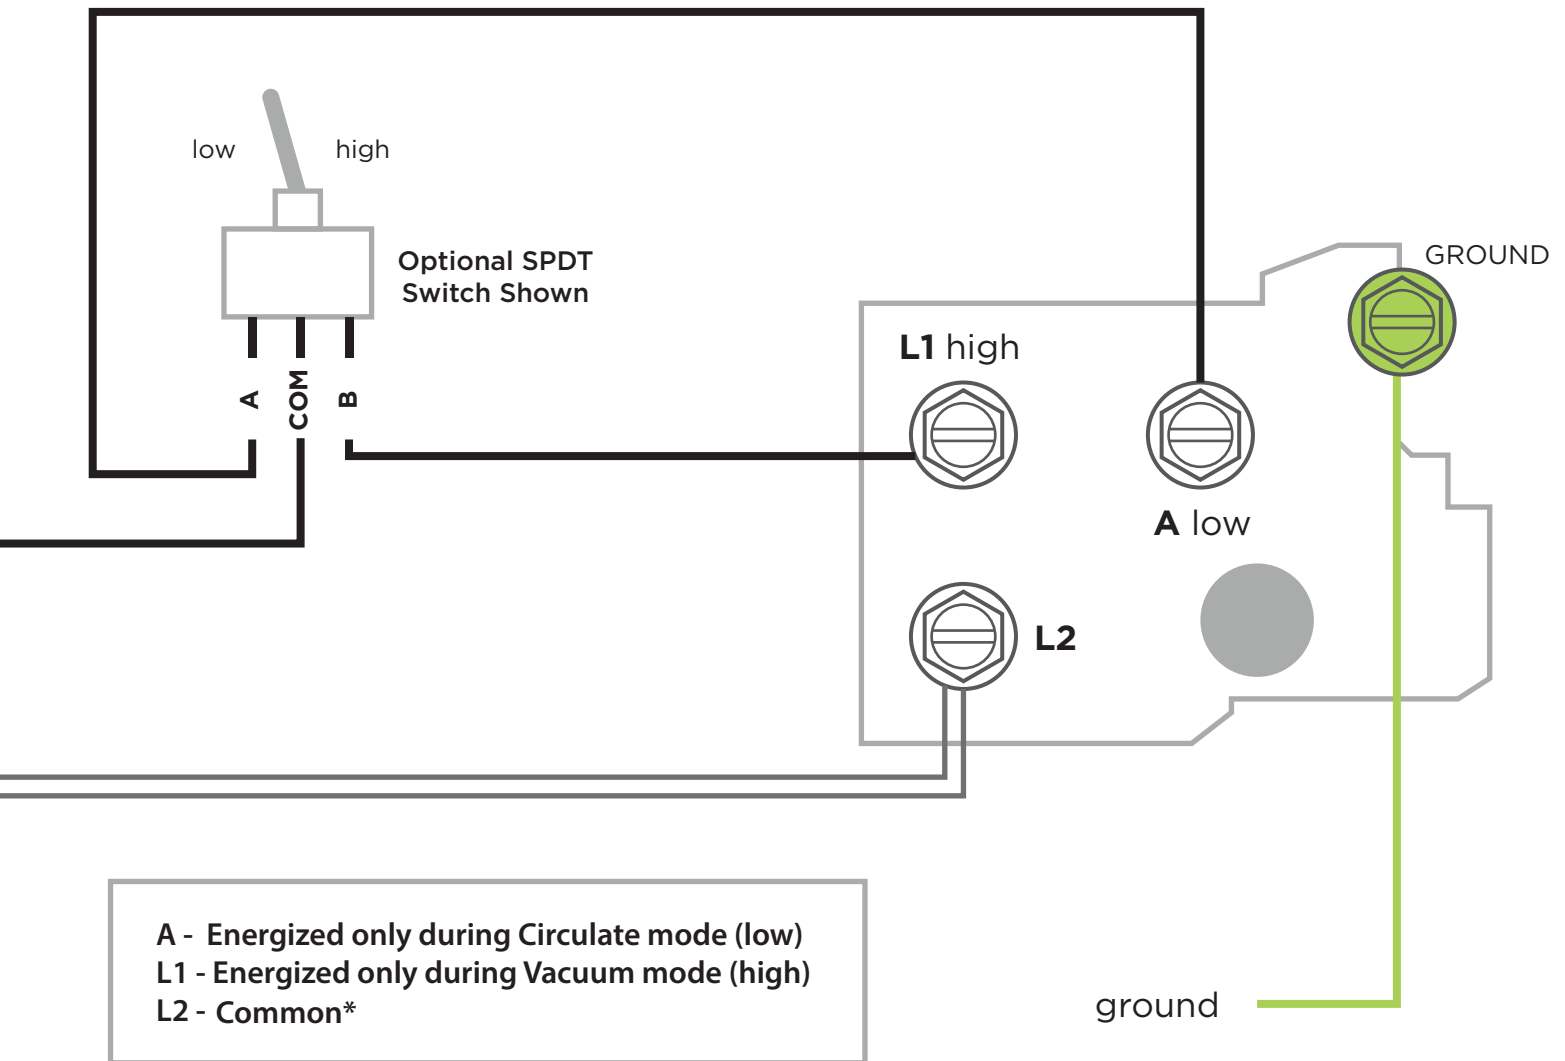 low
high
Optional SPDT
Switch Shown
GROUND
L1 high
A
COM
B
A low
L2
A - Energized only during Circulate mode (low)
L1 - Energized only during Vacuum mode (high)
L2 - Common*
ground